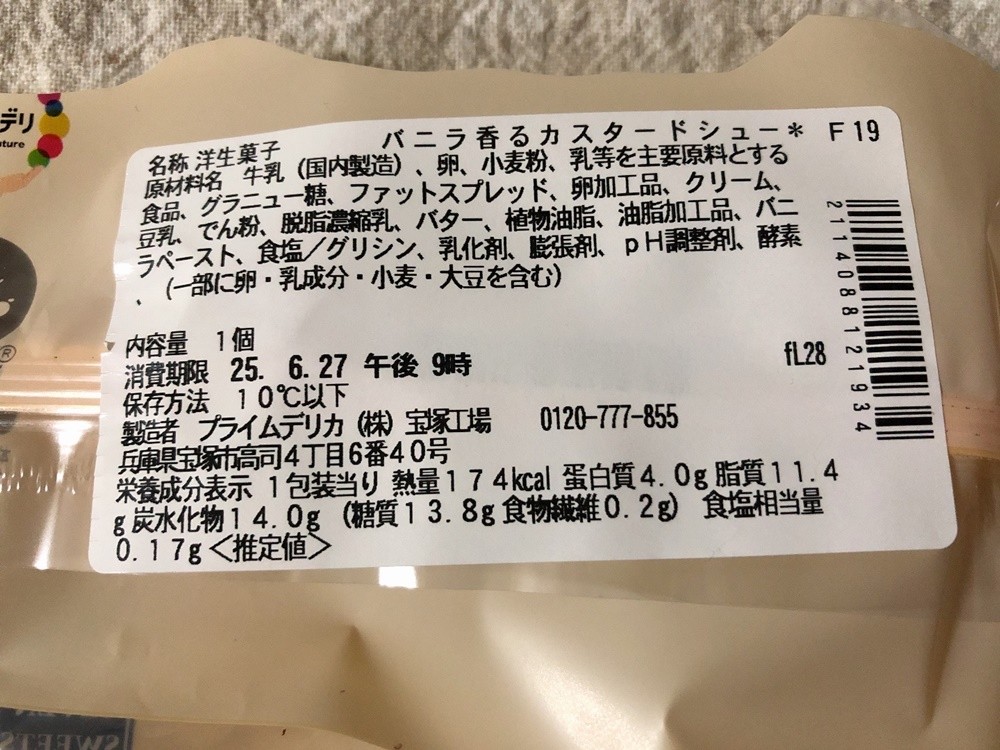 デリ
ature
バニラ香るカスタードシュー* F19
名称 洋生菓子
原材料名 牛乳(国内製造)、卵、小麦粉、乳等を主要原料とする
食品、グラニュー糖、ファットスプレッド、卵加工品、クリーム、
豆乳、でん粉、脱脂濃縮乳、バター、植物油脂、油脂加工品、バニ
ラペースト、食塩/グリシン、乳化剤、膨張剤、pH調整剤、酵素
、(一部に卵・乳成分・小麦・大豆を含む)
2114088121934
内容量 1個
fL28
消費期限 25. 6.27 午後 9時
保存方法 10℃以下
製造者 プライムデリカ(株)宝塚工場 0120-777-855
兵庫県宝塚市高司4丁目6番40号
栄養成分表示 1包装当り 熱量174kcal 蛋白質4.0g 脂質11.4
g 炭水化物14.0g (糖質13.8g 食物繊維0.2g) 食塩相当量
0.17g<推定値>
SWEETS